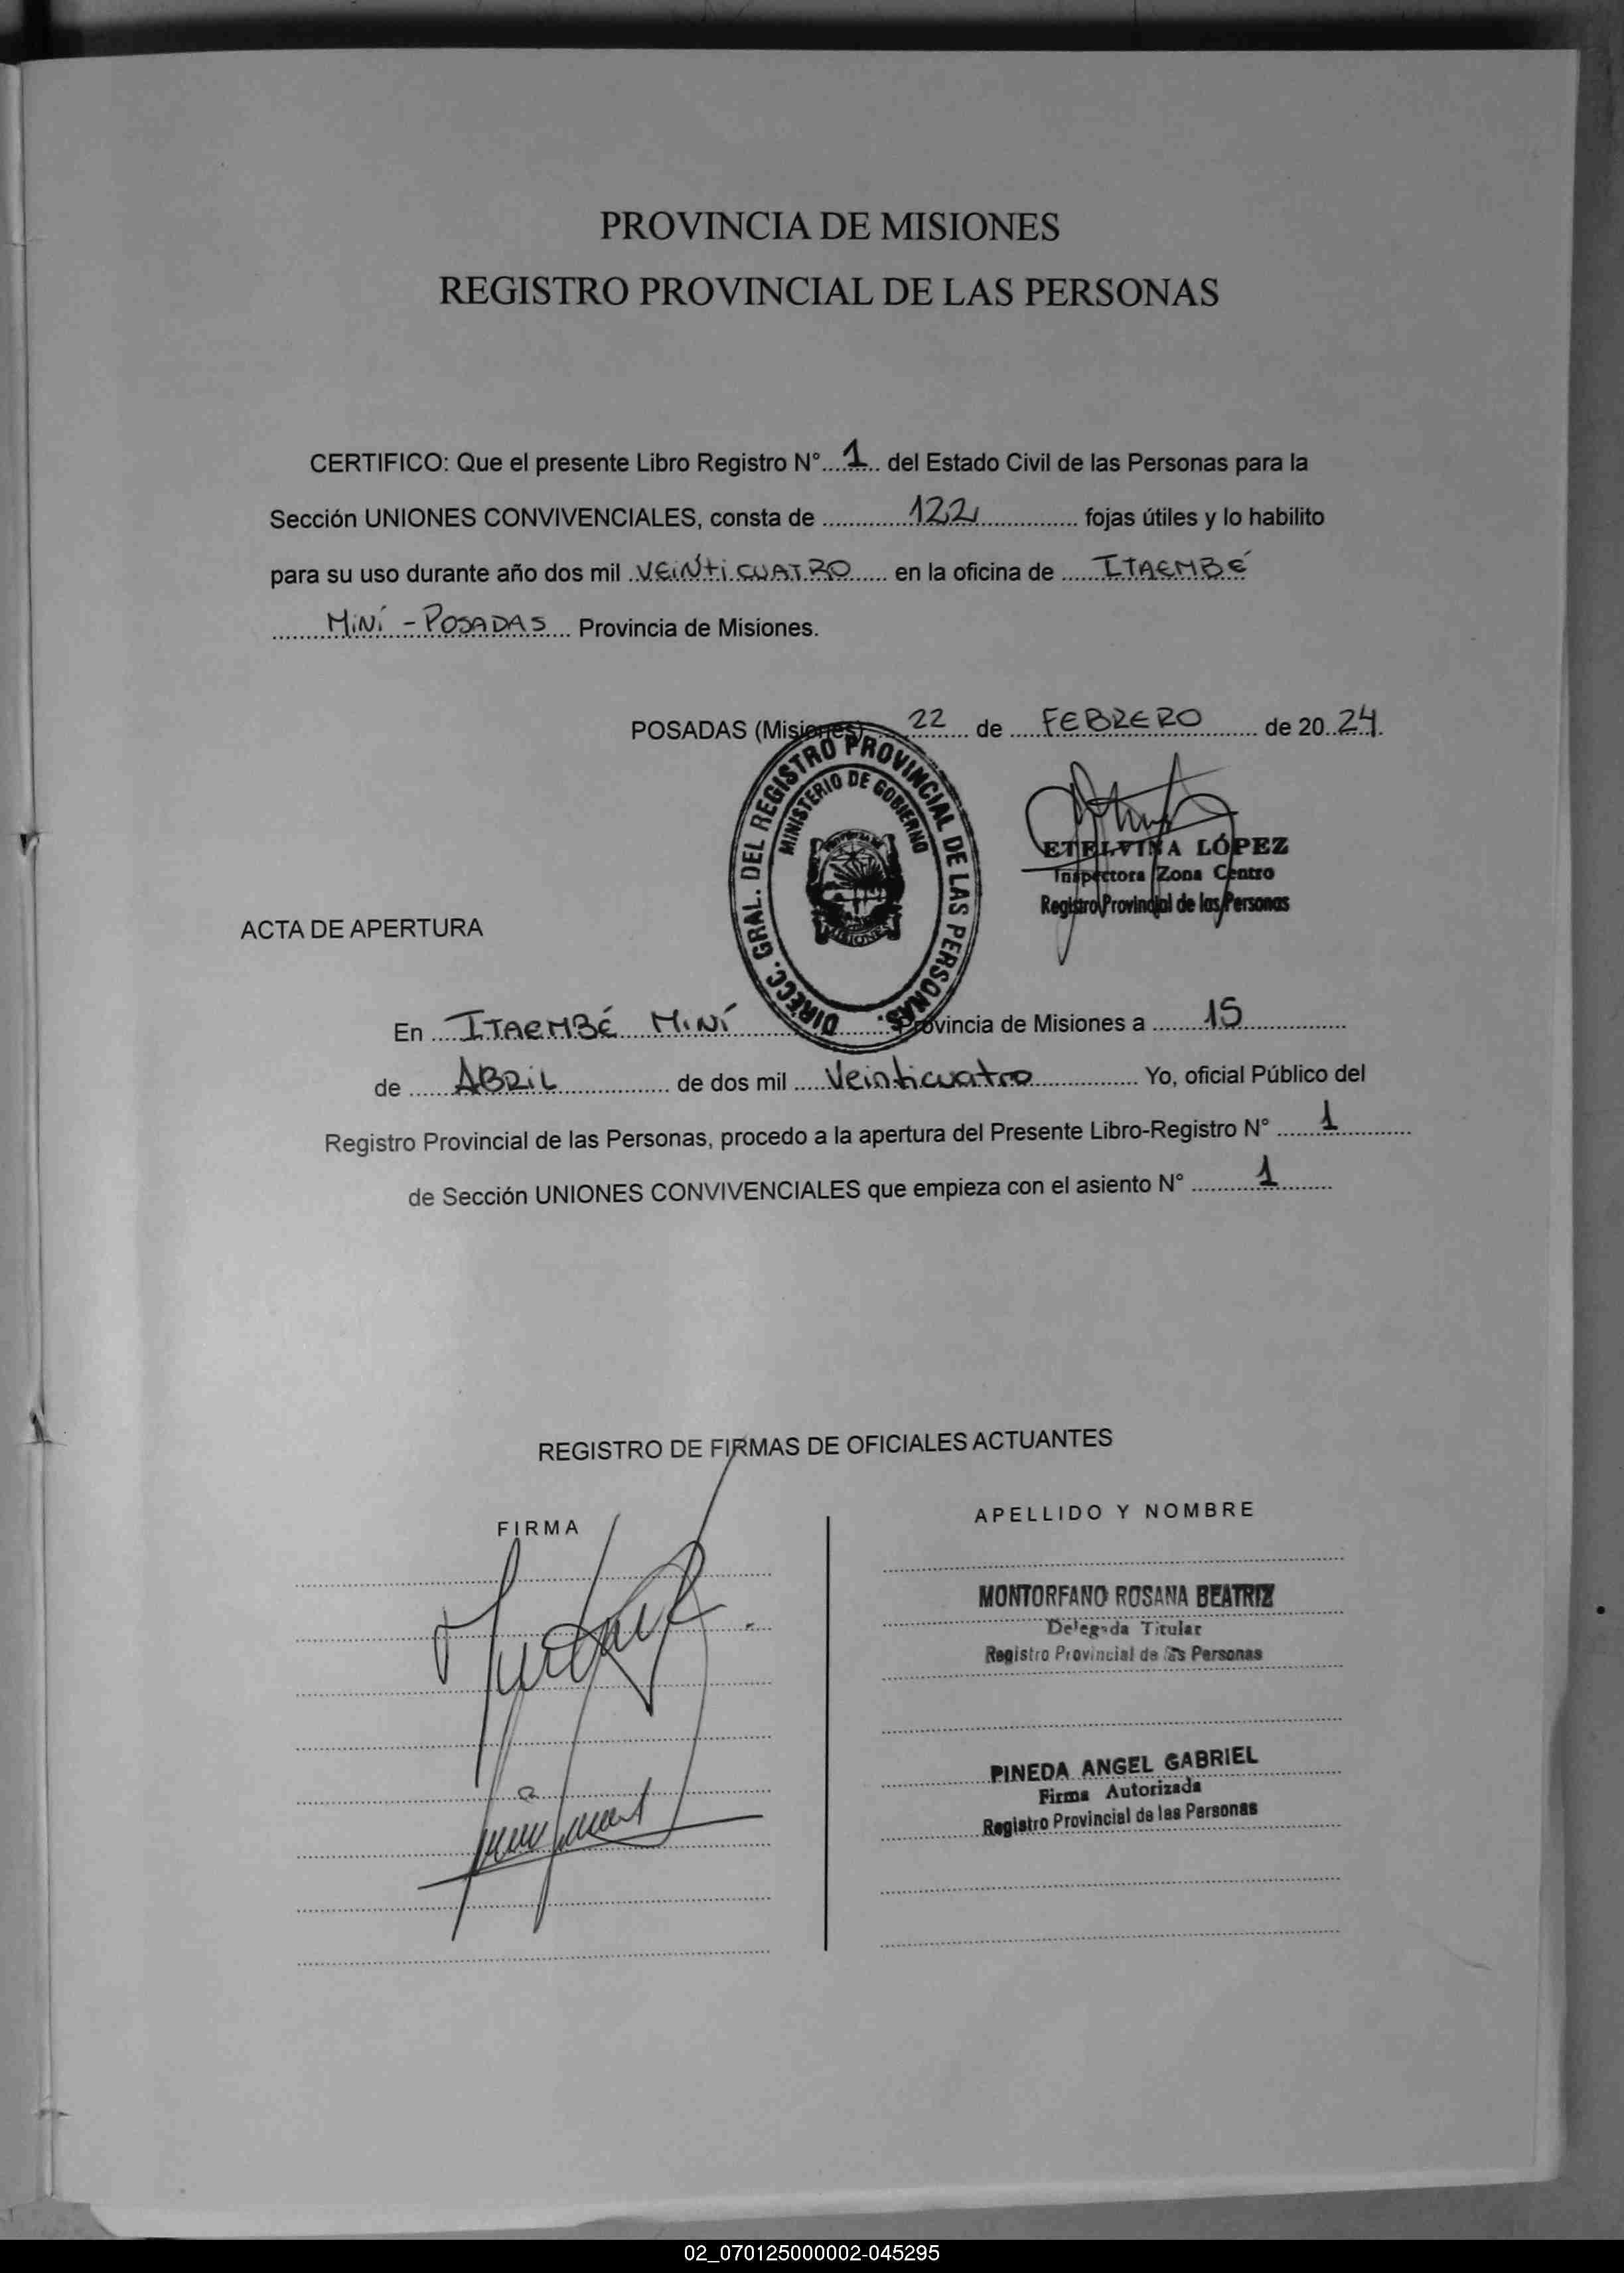 PROVINCIA DE MISIONES
REGISTRO PROVINCIAL DE LAS PERSONAS
CERTIFICO: Que el presente Libro Registro N°....1.. del Estado Civil de las Personas para la
Sección UNIONES CONVIVENCIALES, consta de ............122............ fojas útiles y lo habilito
para su uso durante año dos mil .VEINTICUATRO...... en la oficina de ......ITAEMBÉ
.........MINÍ - POSADAS.... Provincia de Misiones.
POSADAS (Misiones) ......22... de .....FEBRERO.......... de 20..24.
DIRECC. GRAL. DEL REGISTRO PROVINCIAL DE LAS PERSONAS.
MINISTERIO DE GOBIERNO
MISIONES
ETELVINA LÓPEZ
Inspectora Zona Centro
Registro Provincial de las Personas
ACTA DE APERTURA
En ....ITAEMBÉ MINÍ.............. Provincia de Misiones a .........15...............
de .......ABRIL............... de dos mil .....Veinticuatro.............. Yo, oficial Público del
Registro Provincial de las Personas, procedo a la apertura del Presente Libro-Registro N° .......1...........
de Sección UNIONES CONVIVENCIALES que empieza con el asiento N° ...........1........
REGISTRO DE FIRMAS DE OFICIALES ACTUANTES
FIRMA
APELLIDO Y NOMBRE
MONTORFANO ROSANA BEATRIZ
Delegada Titular
Registro Provincial de las Personas
PINEDA ANGEL GABRIEL
Firma Autorizada
Registro Provincial de las Personas
02_070125000002-045295